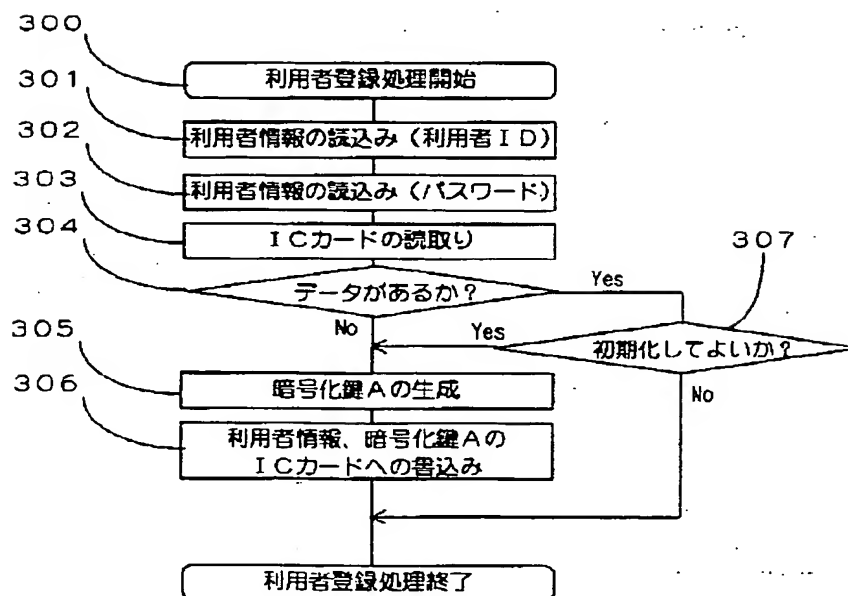 ３００
利用者登録処理開始
３０１
利用者情報の読込み（利用者ＩＤ）
３０２
利用者情報の読込み（パスワード）
３０３
ＩＣカードの読取り
３０４
データがあるか？
Yes
３０７
No
Yes
初期化してよいか？
No
３０５
暗号化鍵Ａの生成
３０６
利用者情報、暗号化鍵Ａの
ＩＣカードへの書込み
利用者登録処理終了